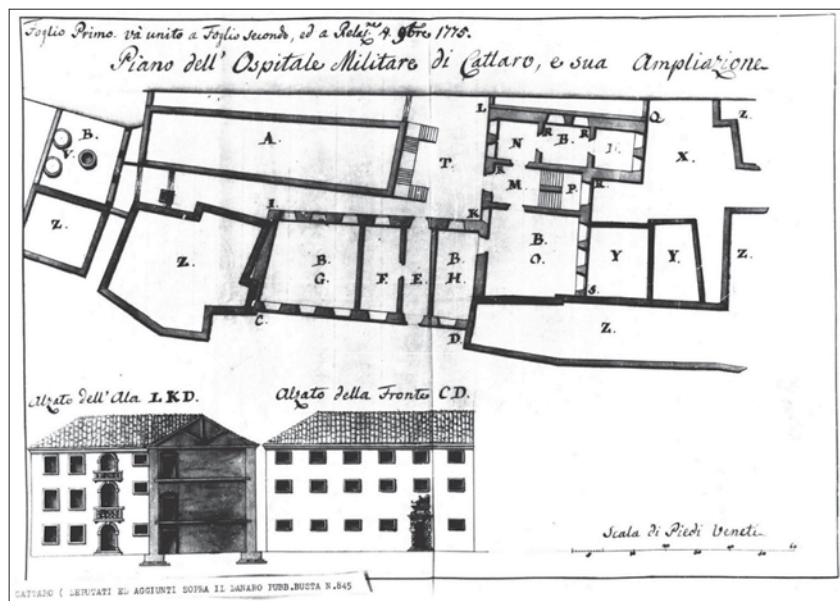 Foglio Primo. và unito a Foglio secondo, ed a Relaz.ne 4. 9bre 1775.
Piano dell' Ospitale Militare di Cattaro, e sua Ampliazione
B.
V.
Z.
A.
T.
L
N
R
B.
R
Q
Z.
X.
R
M
P.
R
I.
K
Z.
B.
G.
F.
E.
B.
H.
B.
O.
Y
Y.
Z.
S.
C.
D.
Z.
Alzato dell' Ala I.K.D.
Alzato della Fronte C.D.
Scala di Piedi Veneti
CATTARO ( DEPUTATI ED AGGIUNTI SOPRA IL DANARO PUBB.BUSTA N.845